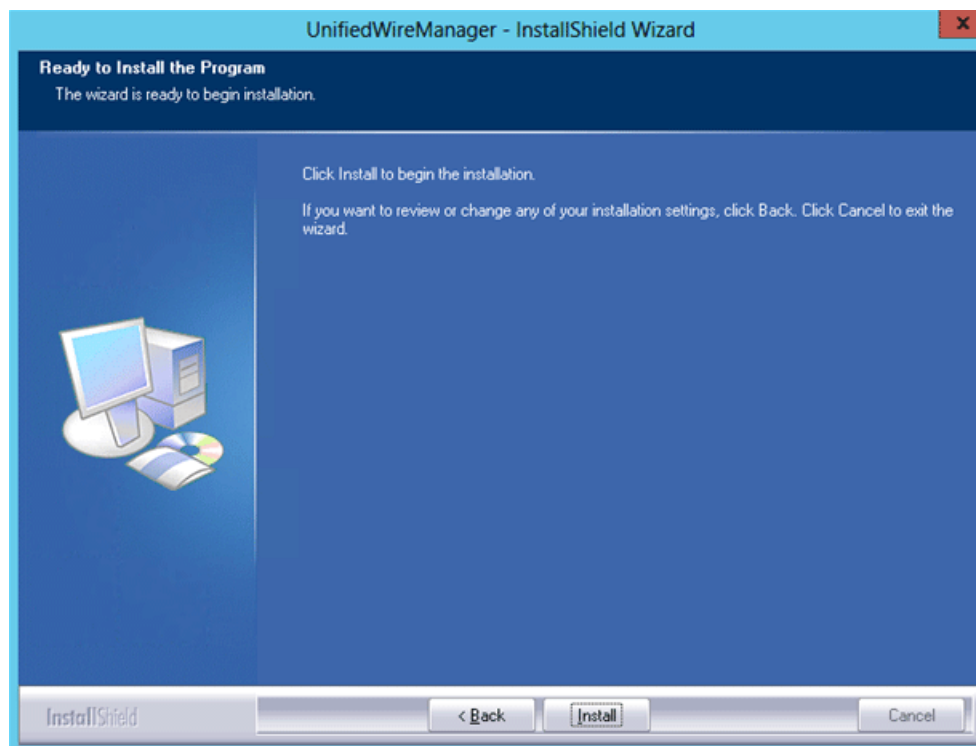 UnifiedWireManager - InstallShield Wizard
Ready to Install the Program
The wizard is ready to begin installation.
Click Install to begin the installation.
If you want to review or change any of your installation settings, click Back. Click Cancel to exit the
wizard.
InstallShield
< Back
Install
Cancel